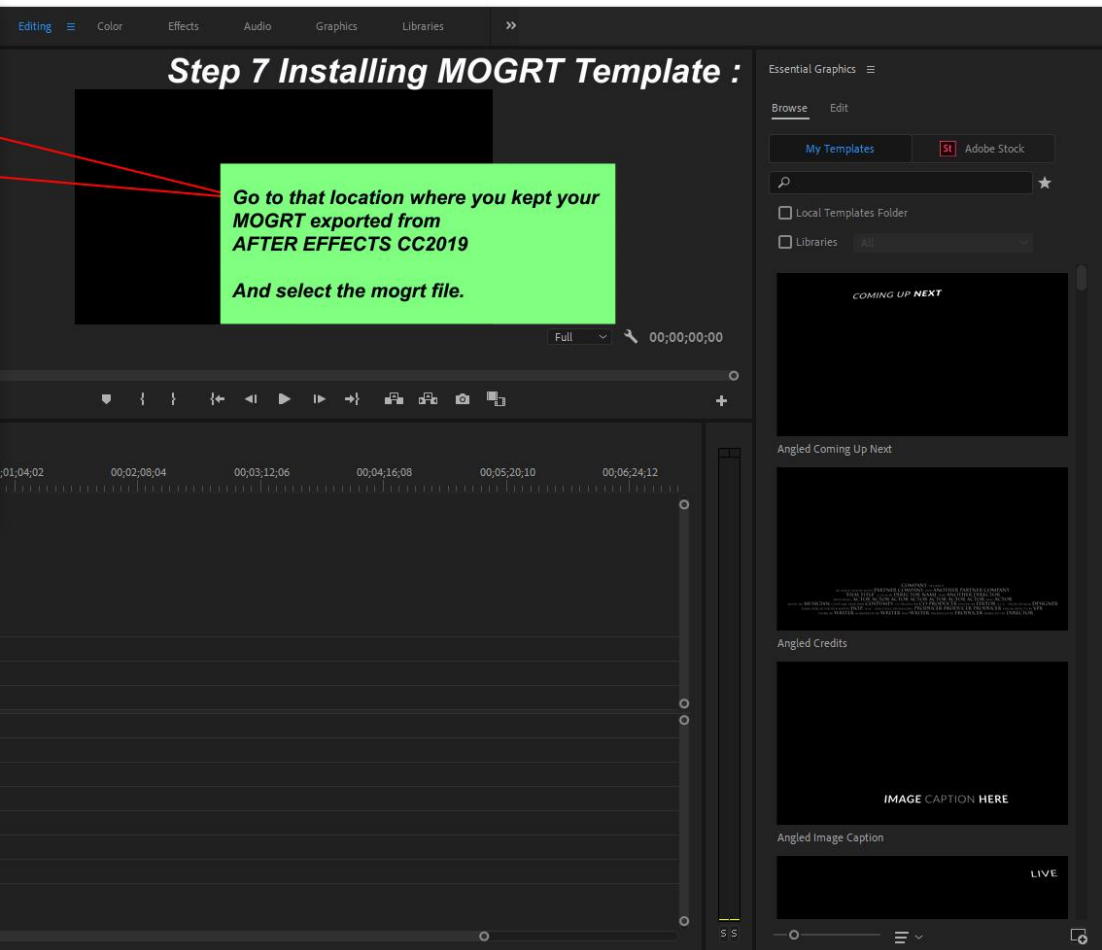 Editing Color Effects Audio Graphics Libraries
Step 7 Installing MOGRT Template :
Go to that location where you kept your
MOGRT exported from
AFTER EFFECTS CC2019
And select the mogrt file.
Full 00;00;00;00
;01;04;02 00;02;08;04 00;03;12;06 00;04;16;08 00;05;20;10 00;06;24;12
S S
Essential Graphics
Browse Edit
My Templates St Adobe Stock
Local Templates Folder
Libraries All
COMING UP NEXT
Angled Coming Up Next
Angled Credits
IMAGE CAPTION HERE
Angled Image Caption
LIVE